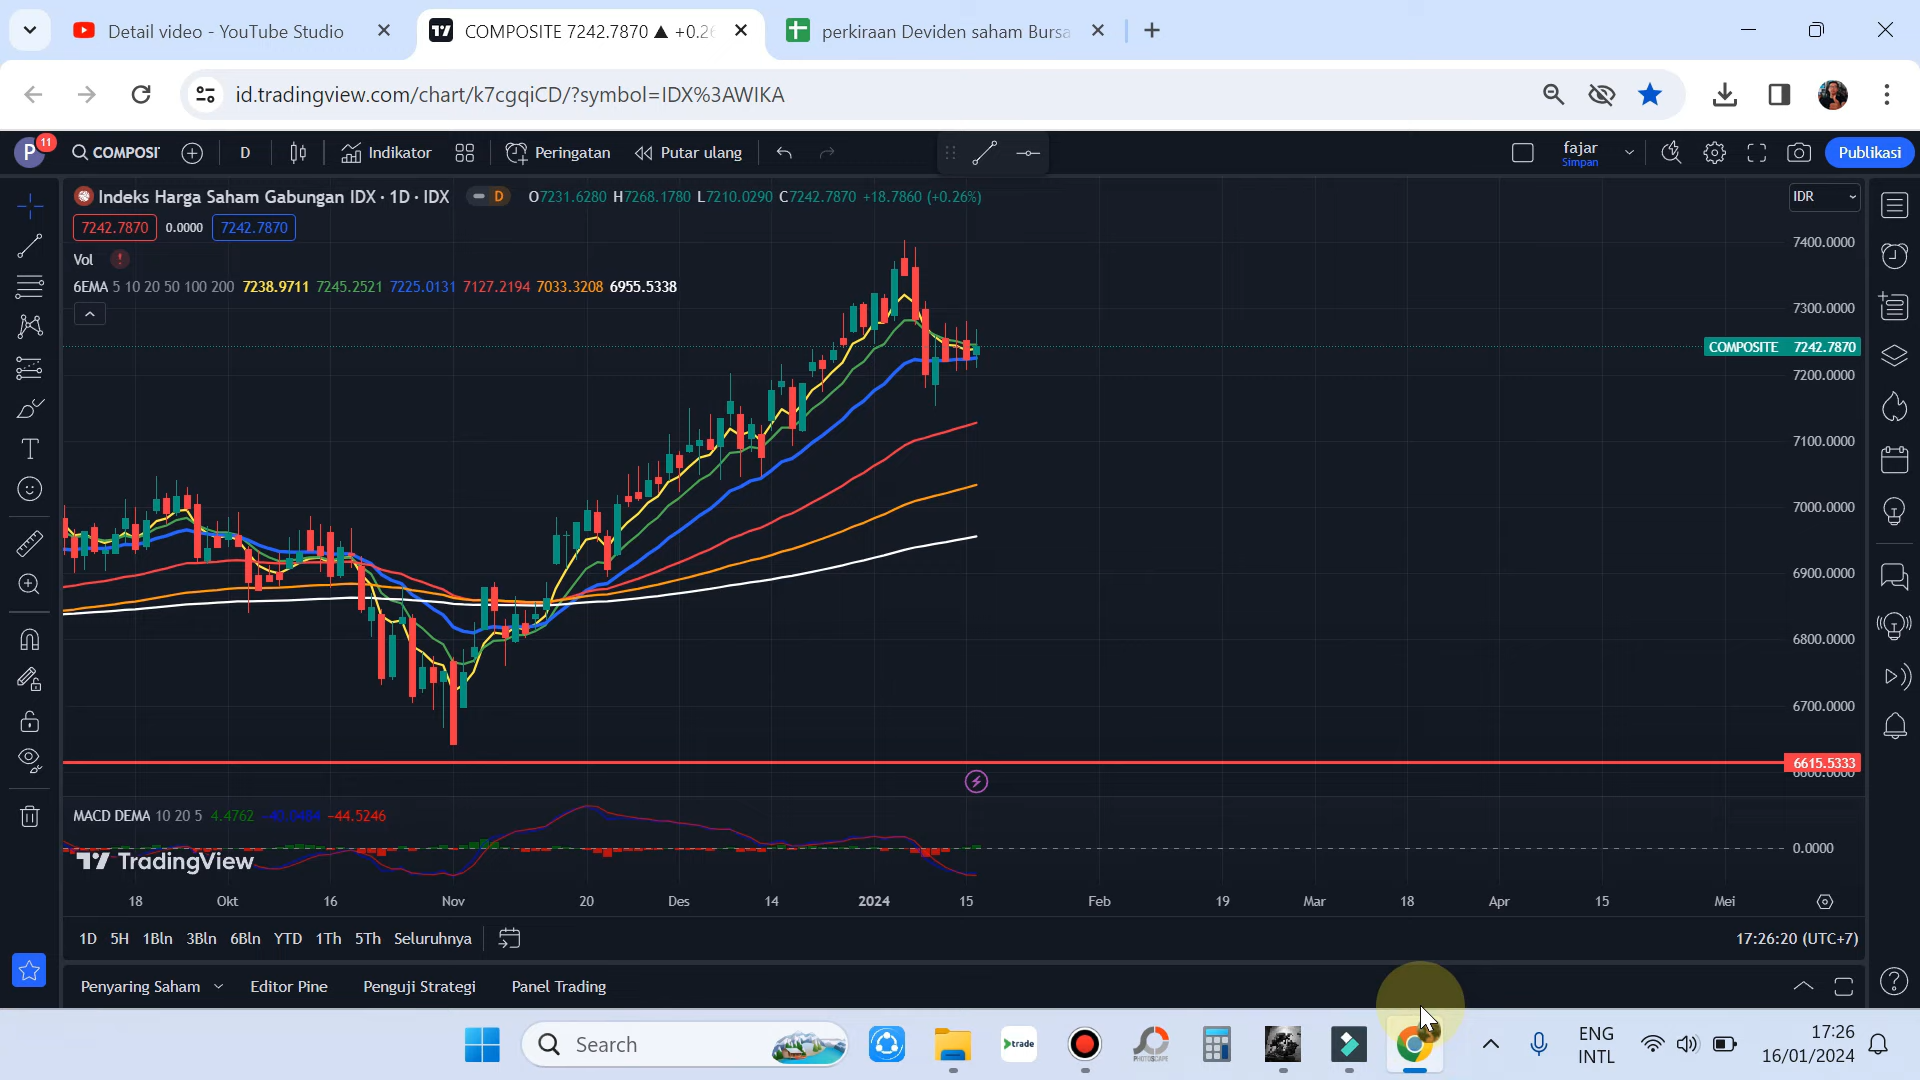 Detail video - YouTube Studio
COMPOSITE 7242.7870 ▲ +0.26
perkiraan Deviden saham Bursa
id.tradingview.com/chart/k7cgqiCD/?symbol=IDX%3AWIKA
P
11
COMPOSI
D
Indikator
Peringatan
Putar ulang
fajar
Simpan
Publikasi
Indeks Harga Saham Gabungan IDX · 1D · IDX
D
O7231.6280 H7268.1780 L7210.0290 C7242.7870 +18.7860 (+0.26%)
IDR
7242.7870 0.0000 7242.7870
Vol
6EMA 5 10 20 50 100 200 7238.9711 7245.2521 7225.0131 7127.2194 7033.3208 6955.5338
7400.0000
7300.0000
COMPOSITE 7242.7870
7200.0000
7100.0000
7000.0000
6900.0000
6800.0000
6700.0000
6615.5333
6600.0000
MACD DEMA 10 20 5 4.4762 -44.5246
0.0000
TradingView
18 Okt 16 Nov 20 Des 14 2024 15 Feb 19 Mar 18 Apr 15 Mei
1D 5H 1Bln 3Bln 6Bln YTD 1Th 5Th Seluruhnya
17:26:20 (UTC+7)
Penyaring Saham
Editor Pine
Penguji Strategi
Panel Trading
Search
trade
PHOTOSCAPE
ENG
INTL
17:26
16/01/2024